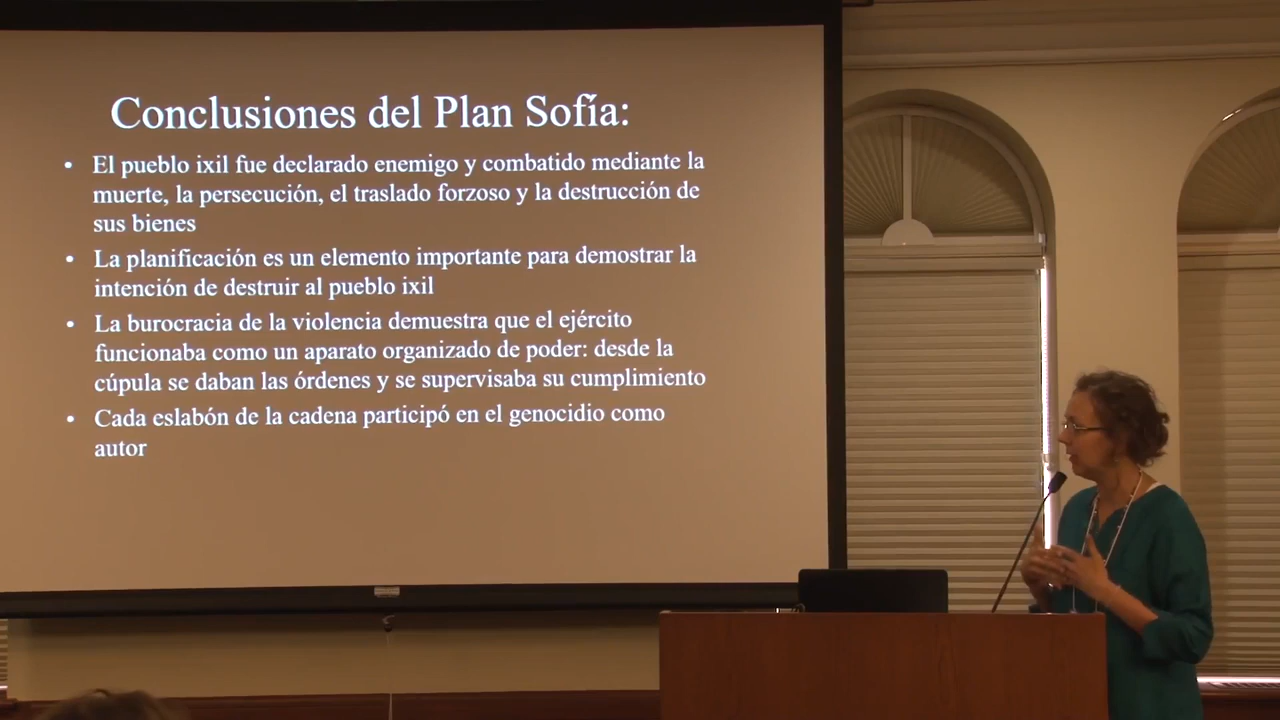 Conclusiones del Plan Sofía:
• El pueblo ixil fue declarado enemigo y combatido mediante la
muerte, la persecución, el traslado forzoso y la destrucción de
sus bienes
• La planificación es un elemento importante para demostrar la
intención de destruir al pueblo ixil
• La burocracia de la violencia demuestra que el ejército
funcionaba como un aparato organizado de poder: desde la
cúpula se daban las órdenes y se supervisaba su cumplimiento
• Cada eslabón de la cadena participó en el genocidio como
autor